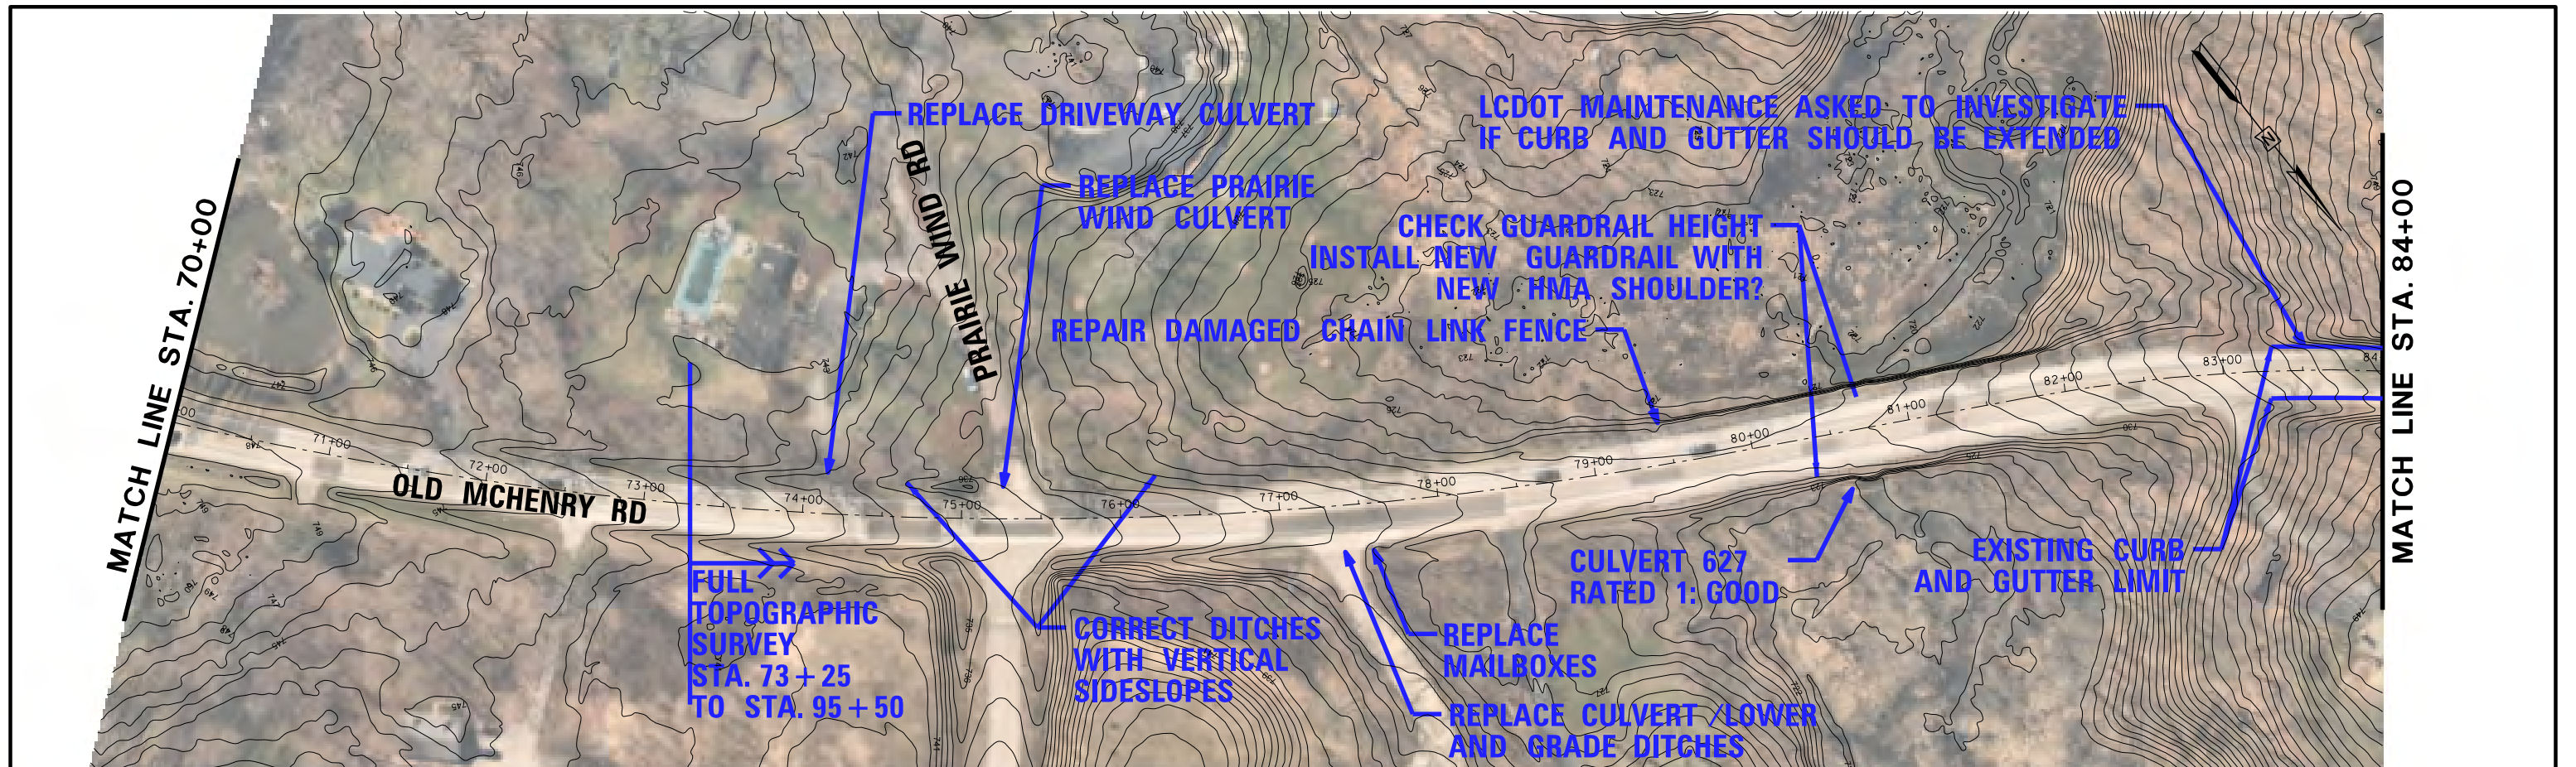 MATCH LINE STA. 70+00
REPLACE DRIVEWAY CULVERT
PRAIRIE WIND RD
REPLACE PRAIRIE
WIND CULVERT
LCDOT MAINTENANCE ASKED TO INVESTIGATE
IF CURB AND GUTTER SHOULD BE EXTENDED
CHECK GUARDRAIL HEIGHT
INSTALL NEW GUARDRAIL WITH
NEW HMA SHOULDER?
REPAIR DAMAGED CHAIN LINK FENCE
N
MATCH LINE STA. 84+00
OLD MCHENRY RD
00
71+00
72+00
73+00
74+00
75+00
76+00
77+00
78+00
79+00
80+00
81+00
82+00
83+00
84
FULL
TOPOGRAPHIC
SURVEY
STA. 73+25
TO STA. 95+50
CORRECT DITCHES
WITH VERTICAL
SIDESLOPES
REPLACE
MAILBOXES
REPLACE CULVERT /LOWER
AND GRADE DITCHES
CULVERT 627
RATED 1: GOOD
EXISTING CURB
AND GUTTER LIMIT